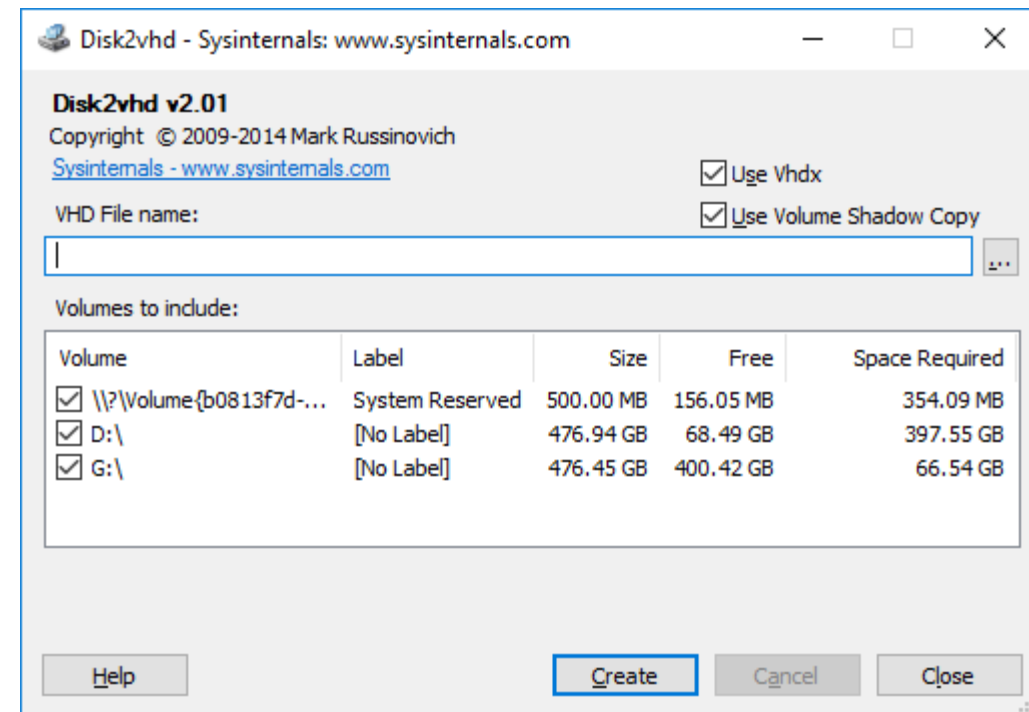 Disk2vhd - Sysinternals: www.sysinternals.com
Disk2vhd v2.01
Copyright © 2009-2014 Mark Russinovich
Sysinternals - www.sysinternals.com
Use Vhdx
VHD File name:
Use Volume Shadow Copy
...
Volumes to include:
Volume Label Size Free Space Required
\\?\Volume{b0813f7d-... System Reserved 500.00 MB 156.05 MB 354.09 MB
D:\ [No Label] 476.94 GB 68.49 GB 397.55 GB
G:\ [No Label] 476.45 GB 400.42 GB 66.54 GB
Help Create Cancel Close